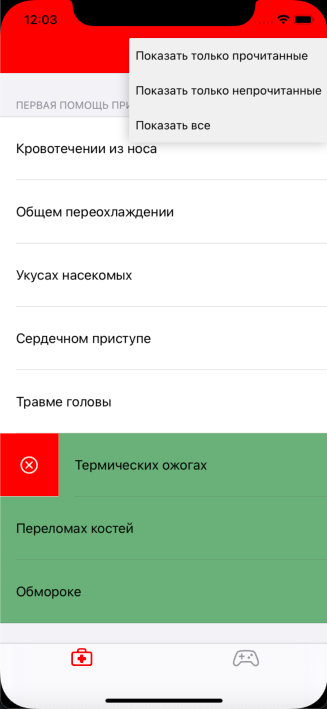 12:03
Показать только прочитанные
Показать только непрочитанные
Показать все
ПЕРВАЯ ПОМОЩЬ
Кровотечении из носа
Общем переохлаждении
Укусах насекомых
Сердечном приступе
Травме головы
Термических ожогах
Переломах костей
Обмороке